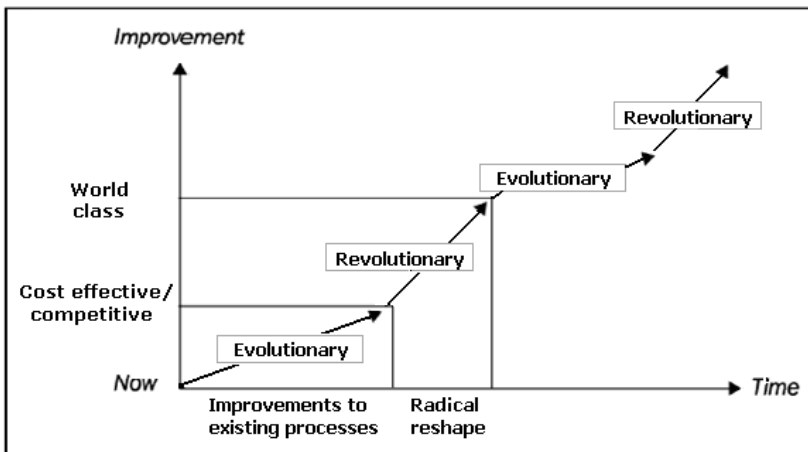 Improvement
Revolutionary
World
class
Evolutionary
Revolutionary
Cost effective/
competitive
Evolutionary
Now
Time
Improvements to
existing processes
Radical
reshape